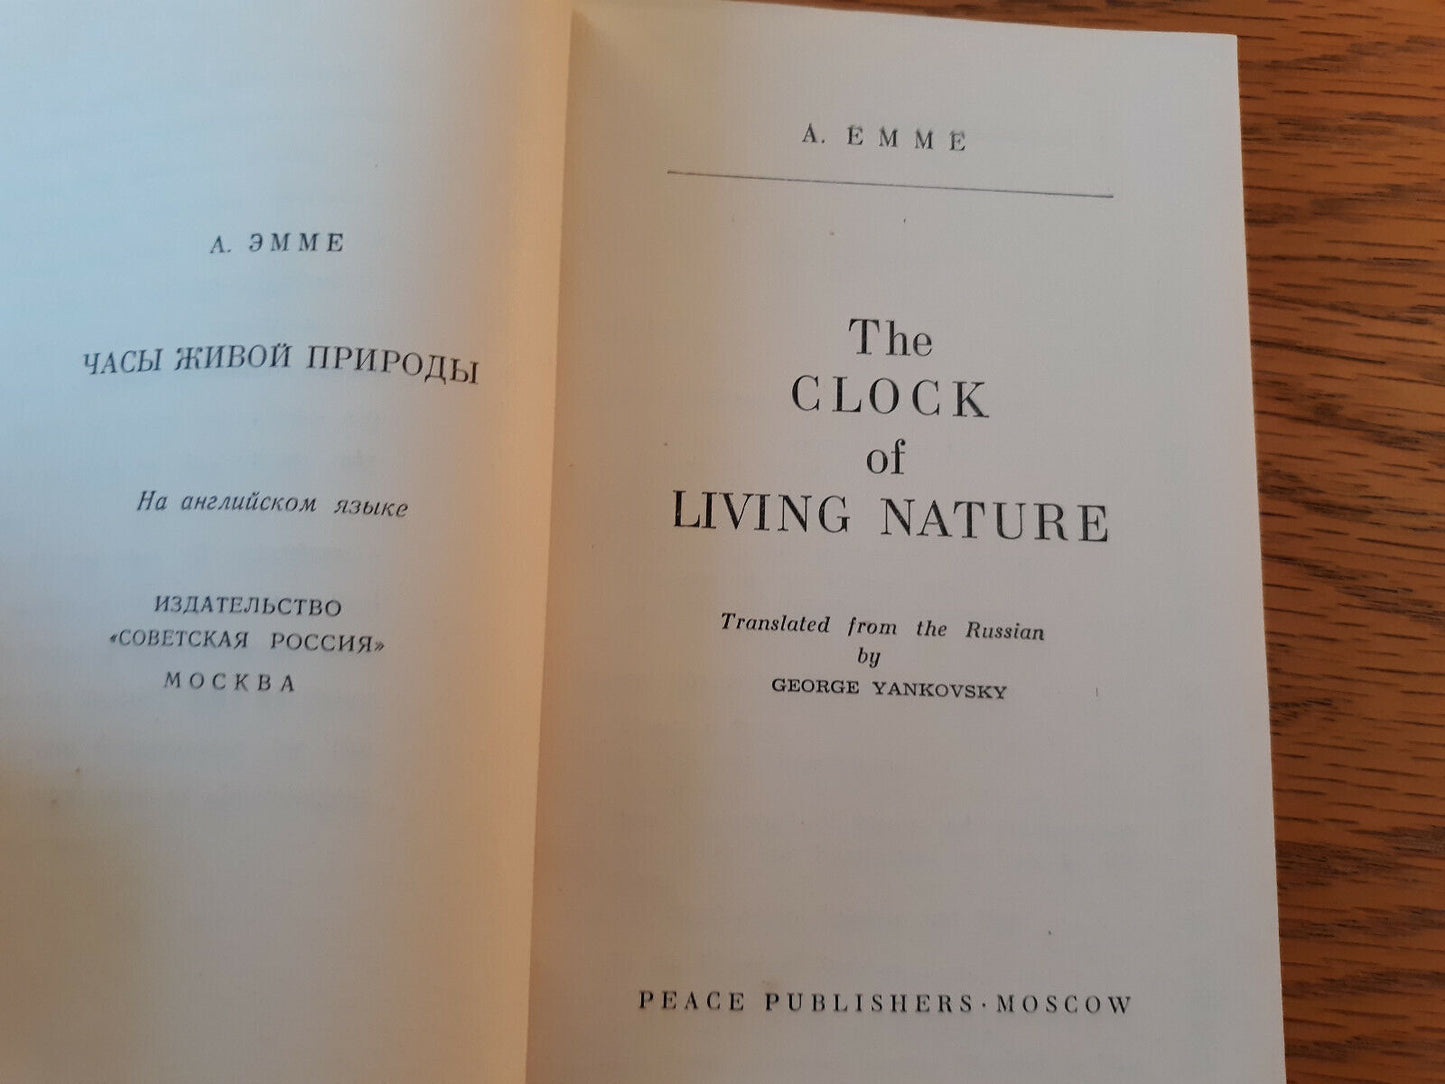 А. ЭММЕ
ЧАСЫ ЖИВОЙ ПРИРОДЫ
На английском языке
ИЗДАТЕЛЬСТВО
«СОВЕТСКАЯ РОССИЯ»
МОСКВА
A. EMME
The
CLOCK
of
LIVING NATURE
Translated from the Russian
by
GEORGE YANKOVSKY
PEACE PUBLISHERS · MOSCOW